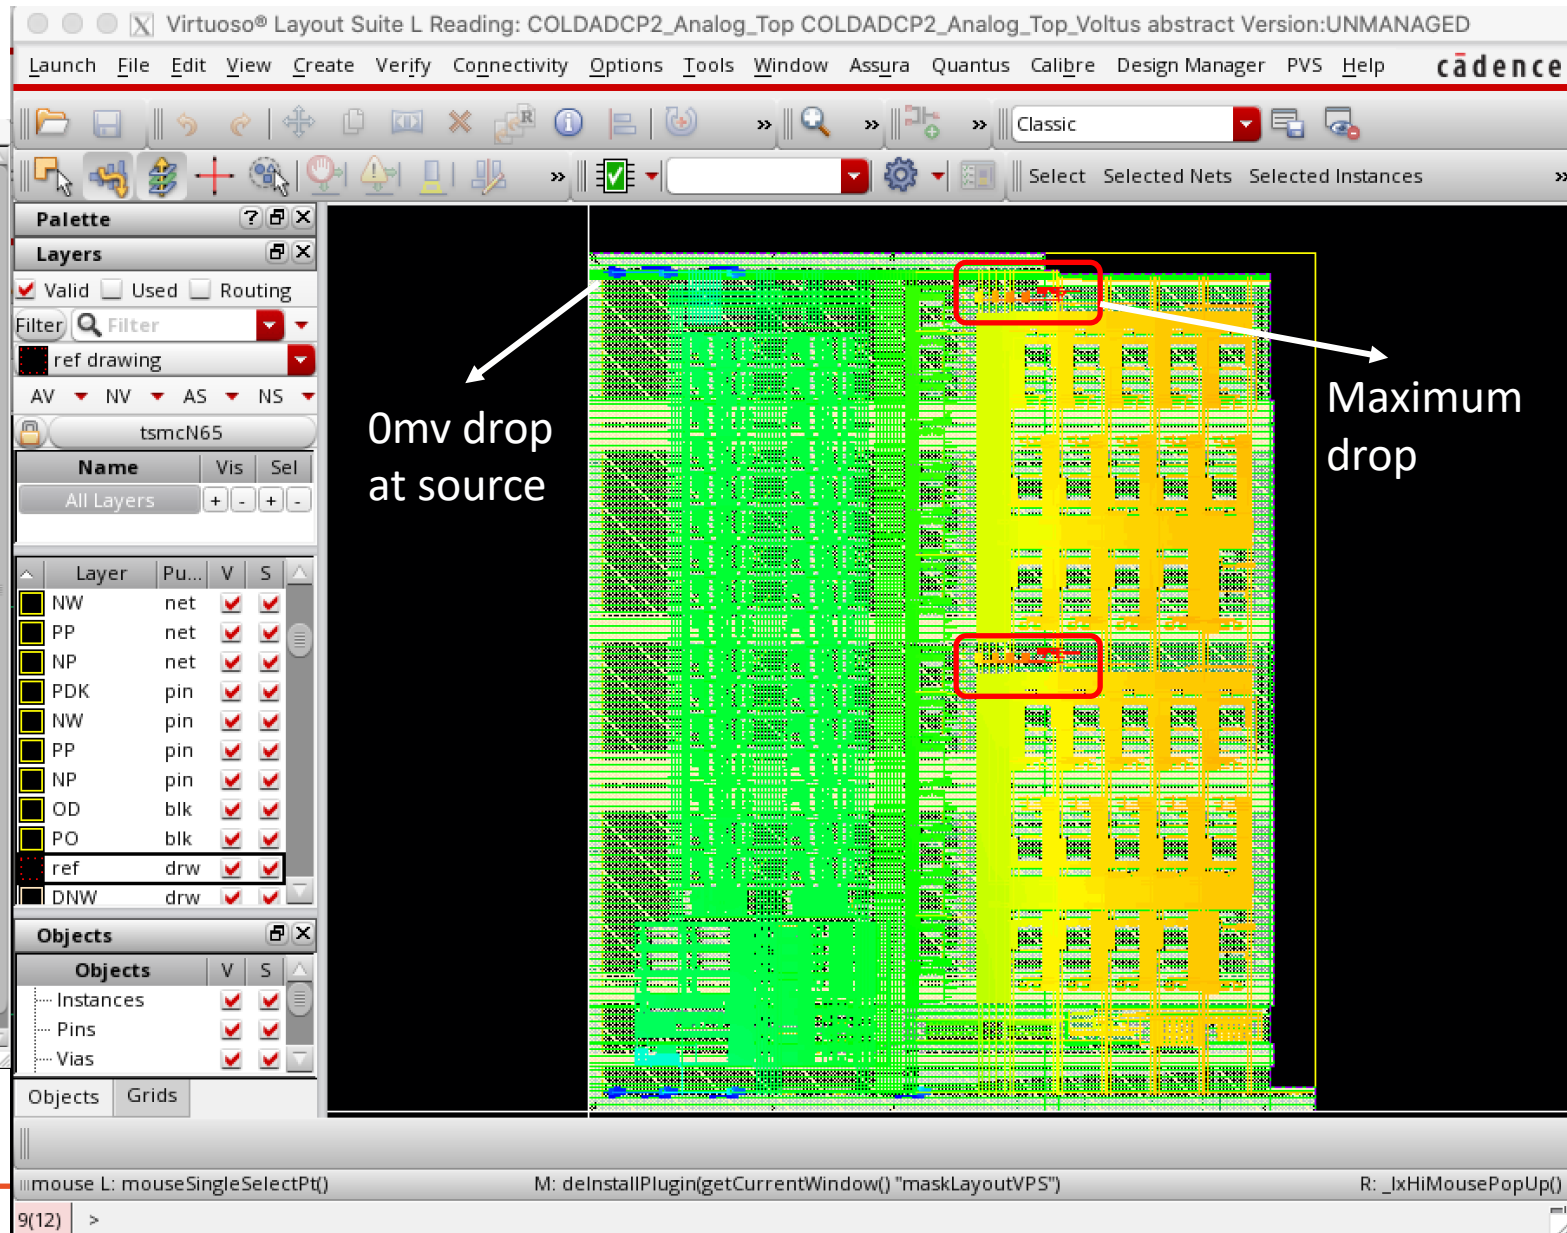 Virtuoso® Layout Suite L Reading: COLDADCP2_Analog_Top COLDADCP2_Analog_Top_Voltus abstract Version:UNMANAGED
Launch File Edit View Create Verify Connectivity Options Tools Window Assura Quantus Calibre Design Manager PVS Help cādence
» » » Classic
» Select Selected Nets Selected Instances »
Palette
Layers
Valid Used Routing
Filter Filter
ref drawing
AV NV AS NS
tsmcN65
Name Vis Sel
All Layers + - + -
Layer Pu... V S
NW net
PP net
NP net
PDK pin
NW pin
PP pin
NP pin
OD blk
PO blk
ref drw
DNW drw
Objects
Objects V S
Instances
Pins
Vias
Objects Grids
0mv drop
at source
Maximum
drop
mouse L: mouseSingleSelectPt() M: deInstallPlugin(getCurrentWindow() "maskLayoutVPS") R: _lxHiMousePopUp()
9(12) >